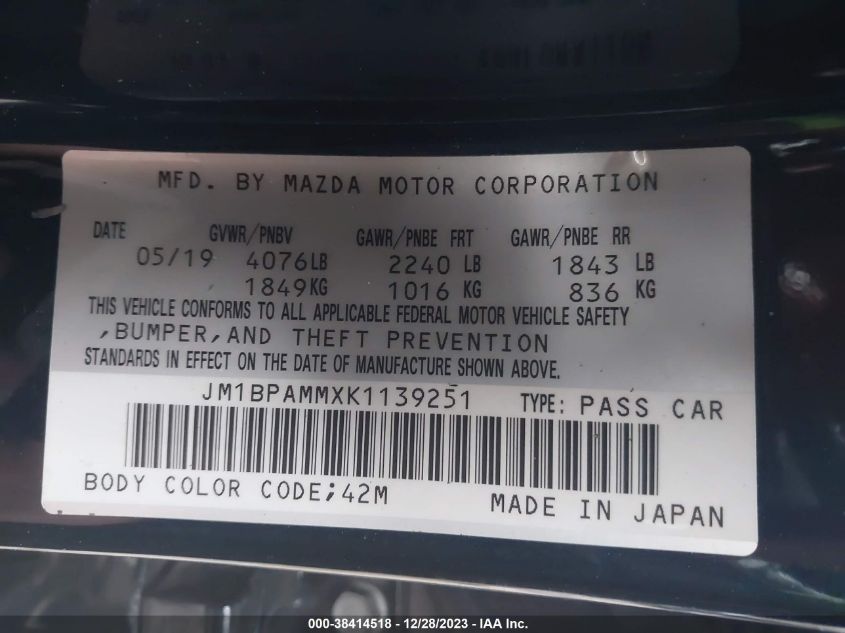 MFD. BY MAZDA MOTOR CORPORATION
DATE GVWR/PNBV GAWR/PNBE FRT GAWR/PNBE RR
05/19 4076LB 2240 LB 1843 LB
1849KG 1016 KG 836 KG
THIS VEHICLE CONFORMS TO ALL APPLICABLE FEDERAL MOTOR VEHICLE SAFETY
,BUMPER,AND THEFT PREVENTION
STANDARDS IN EFFECT ON THE DATE OF MANUFACTURE SHOWN ABOVE.
JM1BPAMMXK1139251 TYPE: PASS CAR
BODY COLOR CODE;42M
MADE IN JAPAN
000-38414518 - 12/28/2023 - IAA Inc.